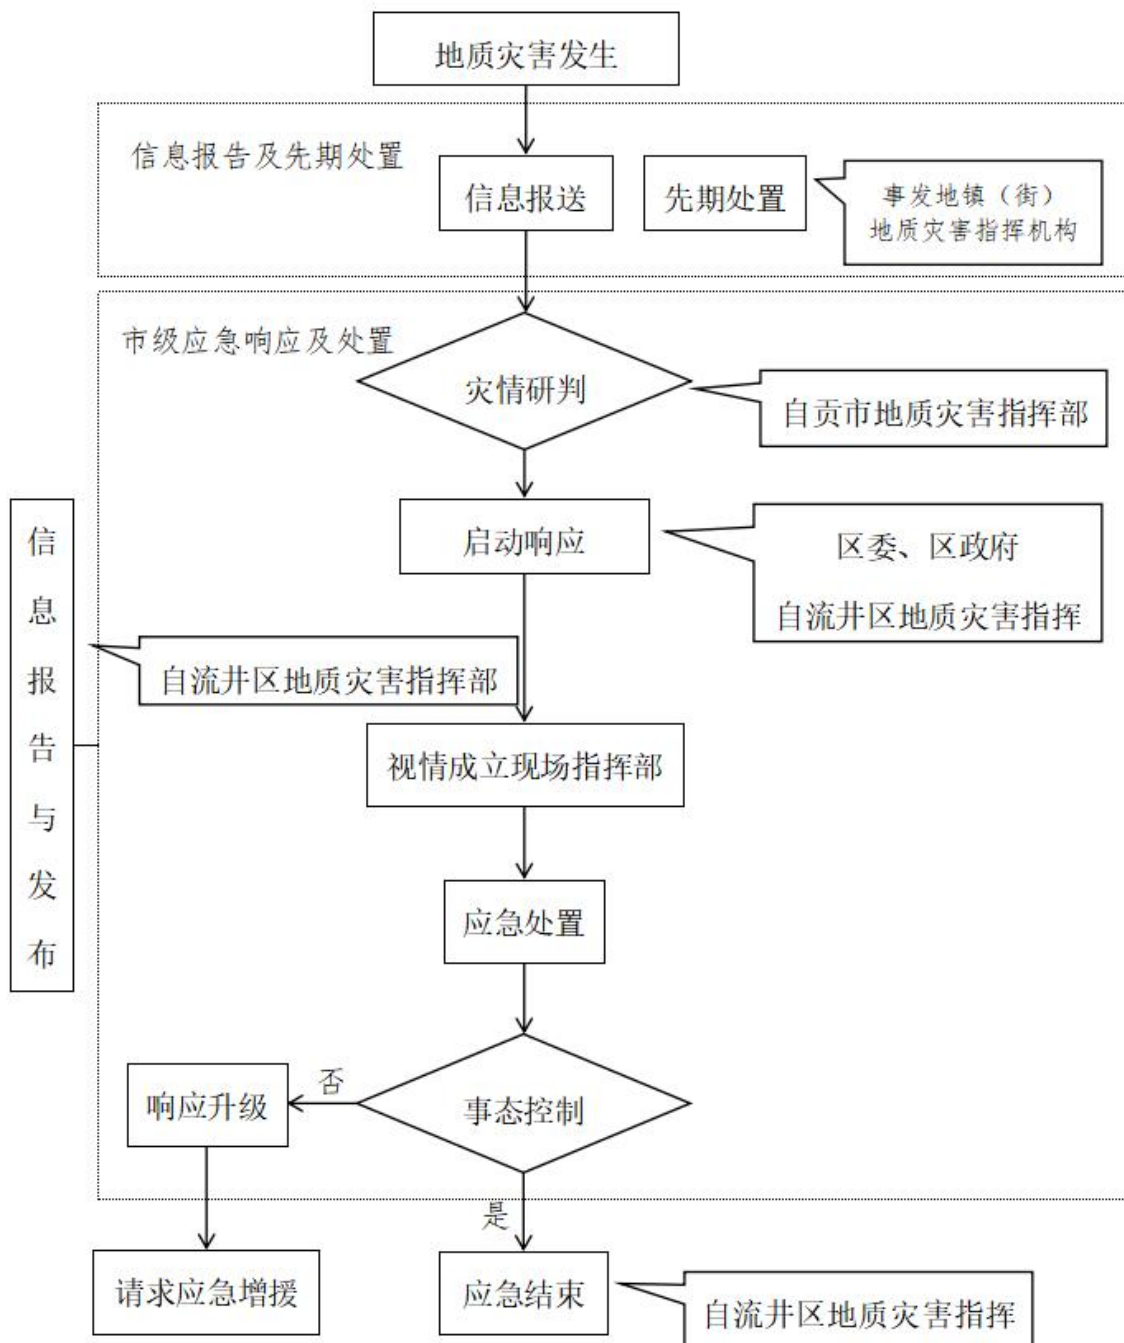 地质灾害发生
信息报告及先期处置
信息报送
先期处置
事发地镇（街）
地质灾害指挥机构
市级应急响应及处置
灾情研判
自贡市地质灾害指挥部
启动响应
区委、区政府
自流井区地质灾害指挥
信息报告与发布
自流井区地质灾害指挥部
视情成立现场指挥部
应急处置
事态控制
否
响应升级
是
请求应急增援
应急结束
自流井区地质灾害指挥